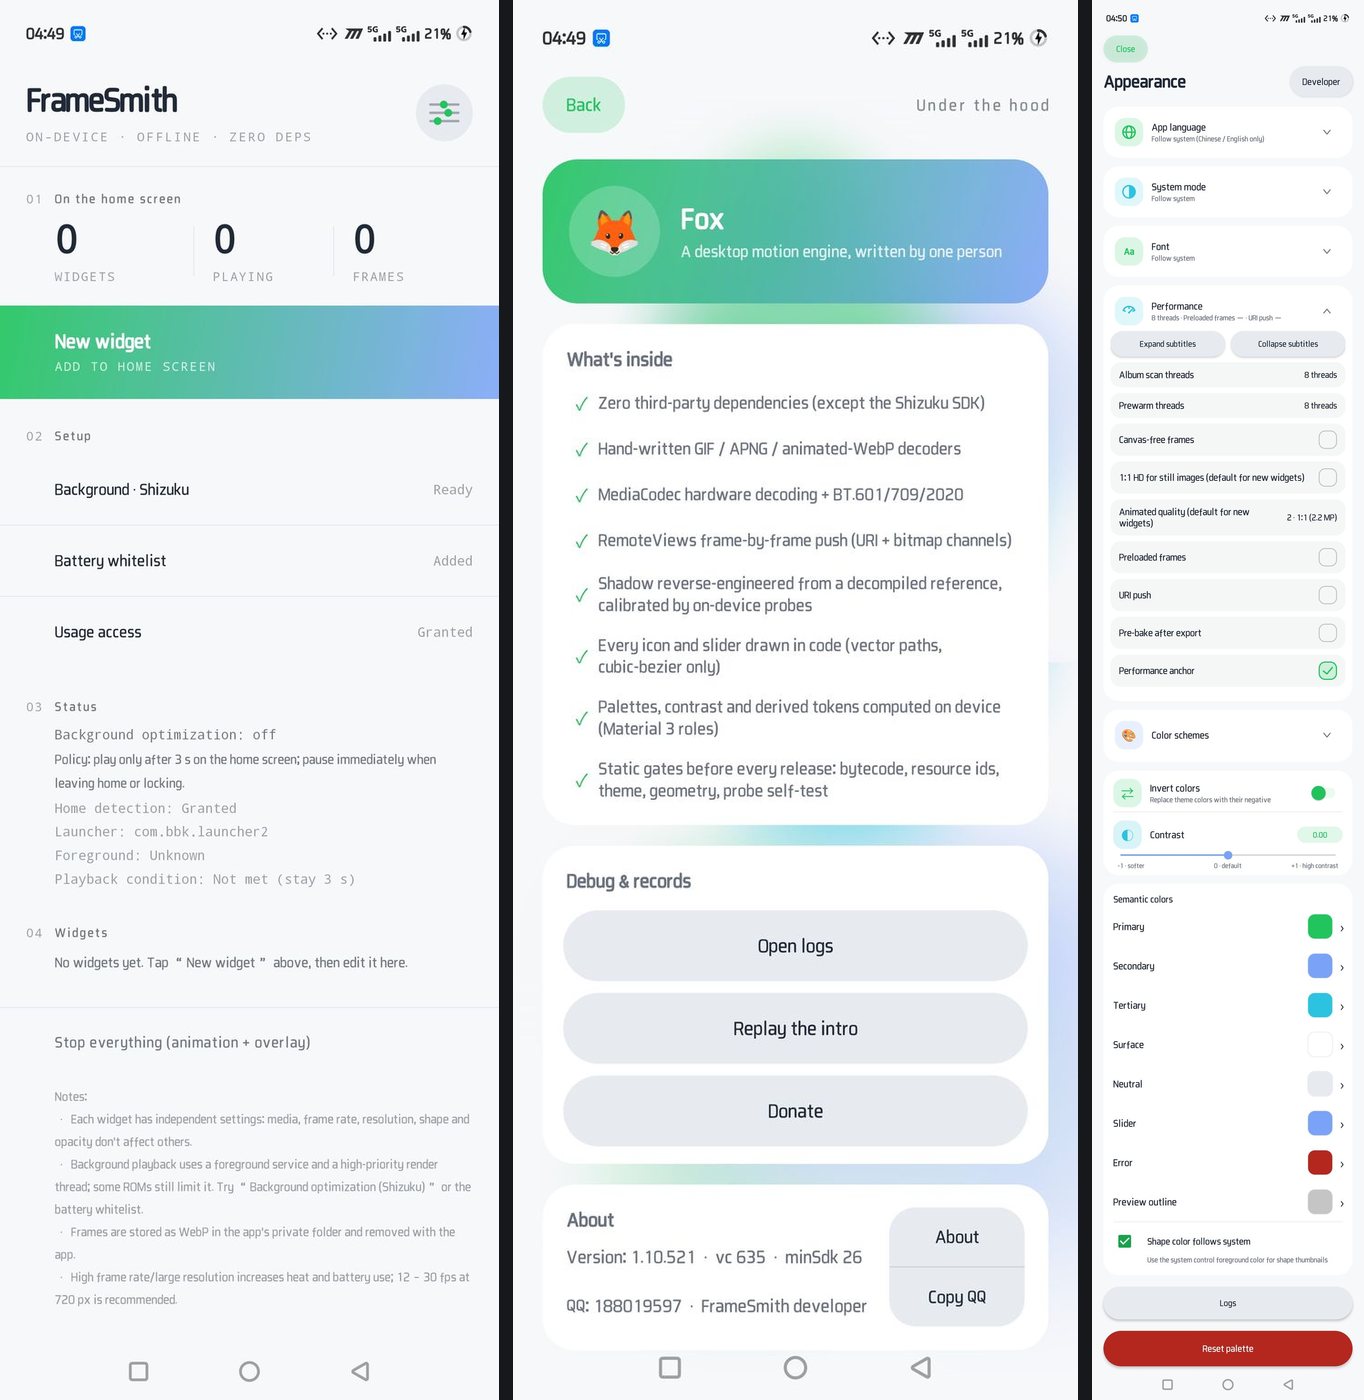 04:49
5G 5G 21%
FrameSmith
ON-DEVICE · OFFLINE · ZERO DEPS
01 On the home screen
0 0 0
WIDGETS PLAYING FRAMES
New widget
ADD TO HOME SCREEN
02 Setup
Background · Shizuku Ready
Battery whitelist Added
Usage access Granted
03 Status
Background optimization: off
Policy: play only after 3 s on the home screen; pause immediately when
leaving home or locking.
Home detection: Granted
Launcher: com.bbk.launcher2
Foreground: Unknown
Playback condition: Not met (stay 3 s)
04 Widgets
No widgets yet. Tap “ New widget ” above, then edit it here.
Stop everything (animation + overlay)
Notes:
· Each widget has independent settings: media, frame rate, resolution, shape and
opacity don't affect others.
· Background playback uses a foreground service and a high-priority render
thread; some ROMs still limit it. Try “ Background optimization (Shizuku) ” or the
battery whitelist.
· Frames are stored as WebP in the app's private folder and removed with the
app.
· High frame rate/large resolution increases heat and battery use; 12 – 30 fps at
720 px is recommended.
04:49
5G 5G 21%
Back
Under the hood
Fox
A desktop motion engine, written by one person
What's inside
✓ Zero third-party dependencies (except the Shizuku SDK)
✓ Hand-written GIF / APNG / animated-WebP decoders
✓ MediaCodec hardware decoding + BT.601/709/2020
✓ RemoteViews frame-by-frame push (URI + bitmap channels)
✓ Shadow reverse-engineered from a decompiled reference,
calibrated by on-device probes
✓ Every icon and slider drawn in code (vector paths,
cubic-bezier only)
✓ Palettes, contrast and derived tokens computed on device
(Material 3 roles)
✓ Static gates before every release: bytecode, resource ids,
theme, geometry, probe self-test
Debug & records
Open logs
Replay the intro
Donate
About
Version: 1.10.521 · vc 635 · minSdk 26
QQ: 188019597 · FrameSmith developer
About
Copy QQ
04:50
5G 5G 21%
Close
Appearance
Developer
App language
Follow system (Chinese / English only)
System mode
Follow system
Aa
Font
Follow system
Performance
8 threads · Preloaded frames — · URI push —
Expand subtitles
Collapse subtitles
Album scan threads 8 threads
Prewarm threads 8 threads
Canvas-free frames
1:1 HD for still images (default for new widgets)
Animated quality (default for new
widgets) 2 · 1:1 (2.2 MP)
Preloaded frames
URI push
Pre-bake after export
Performance anchor
Color schemes
Invert colors
Replace theme colors with their negative
Contrast 0.00
-1 · softer 0 · default +1 · high contrast
Semantic colors
Primary
Secondary
Tertiary
Surface
Neutral
Slider
Error
Preview outline
Shape color follows system
Use the system control foreground color for shape thumbnails
Logs
Reset palette